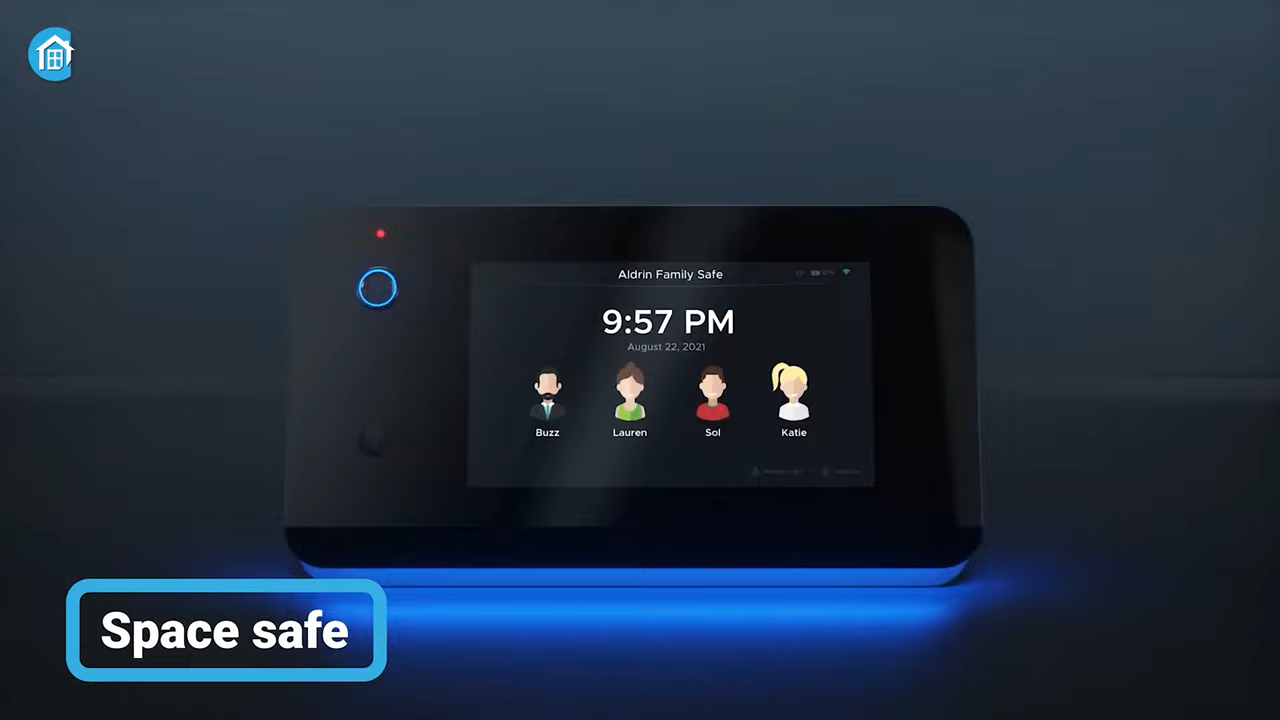 Aldrin Family Safe
9:57 PM
August 22, 2021
Buzz Lauren Sol Katie
Space safe